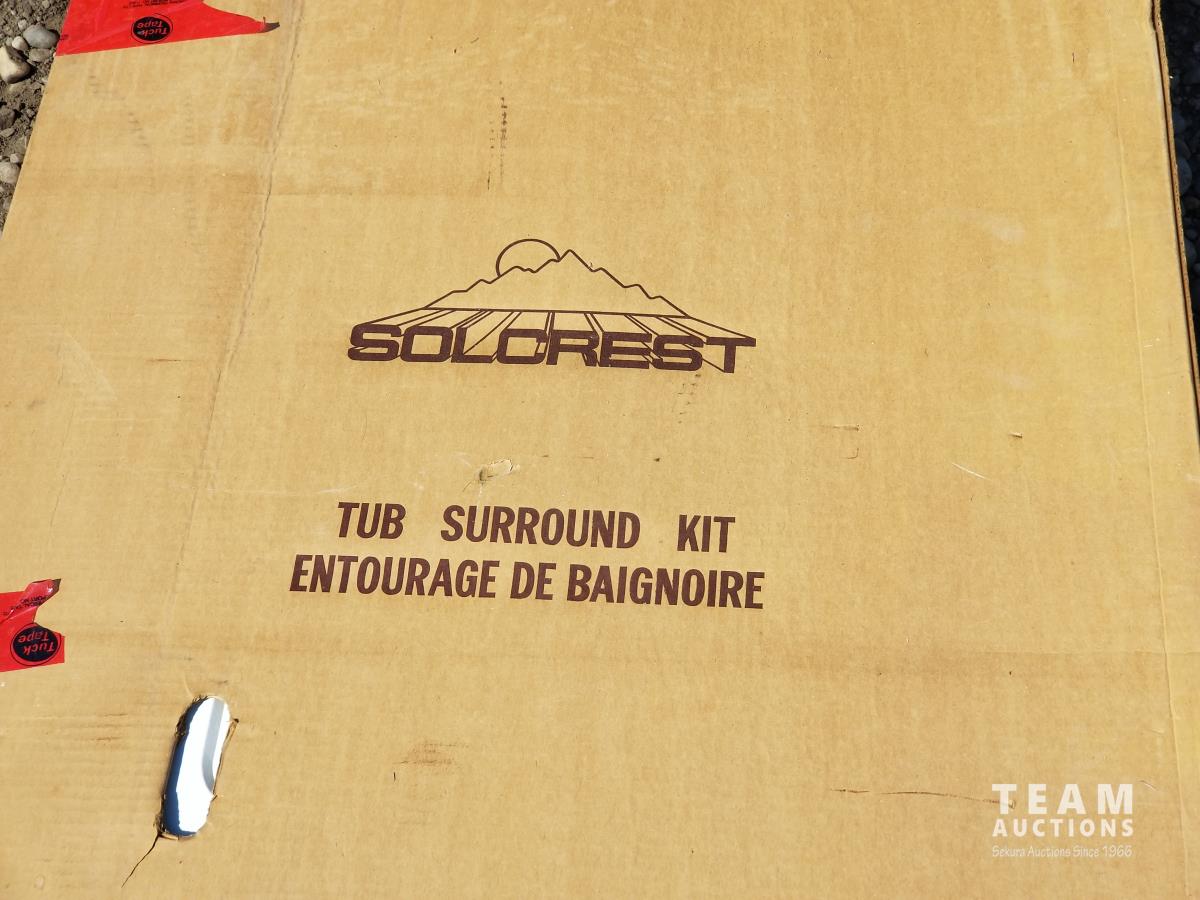 Tuck
Tape
SOLCREST
TUB SURROUND KIT
ENTOURAGE DE BAIGNOIRE
Tuck
Tape
TEAM
AUCTIONS
Sekura Auctions Since 1966